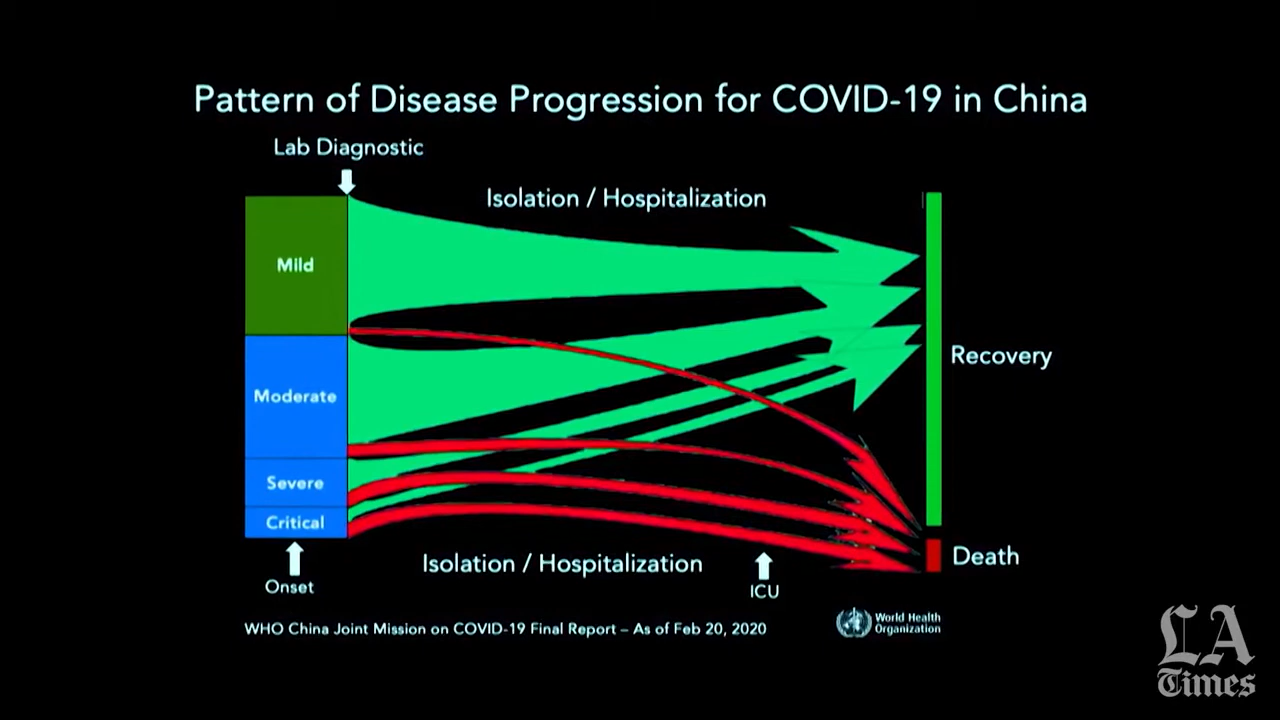 Pattern of Disease Progression for COVID-19 in China
Lab Diagnostic
Isolation / Hospitalization
Mild
Moderate
Severe
Critical
Recovery
Death
Isolation / Hospitalization
Onset
ICU
WHO China Joint Mission on COVID-19 Final Report – As of Feb 20, 2020
World Health
Organization
LA
Times